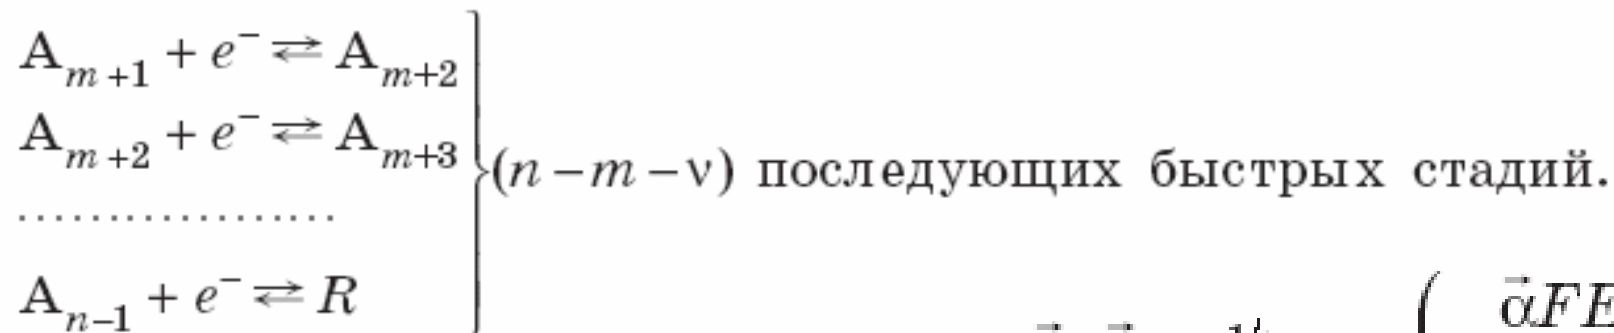 A_{m+1} + e^- ⇄ A_{m+2}
A_{m+2} + e^- ⇄ A_{m+3}
(n – m – ν) последующих быстрых стадий.
..................
A_{n–1} + e^- ⇄ R